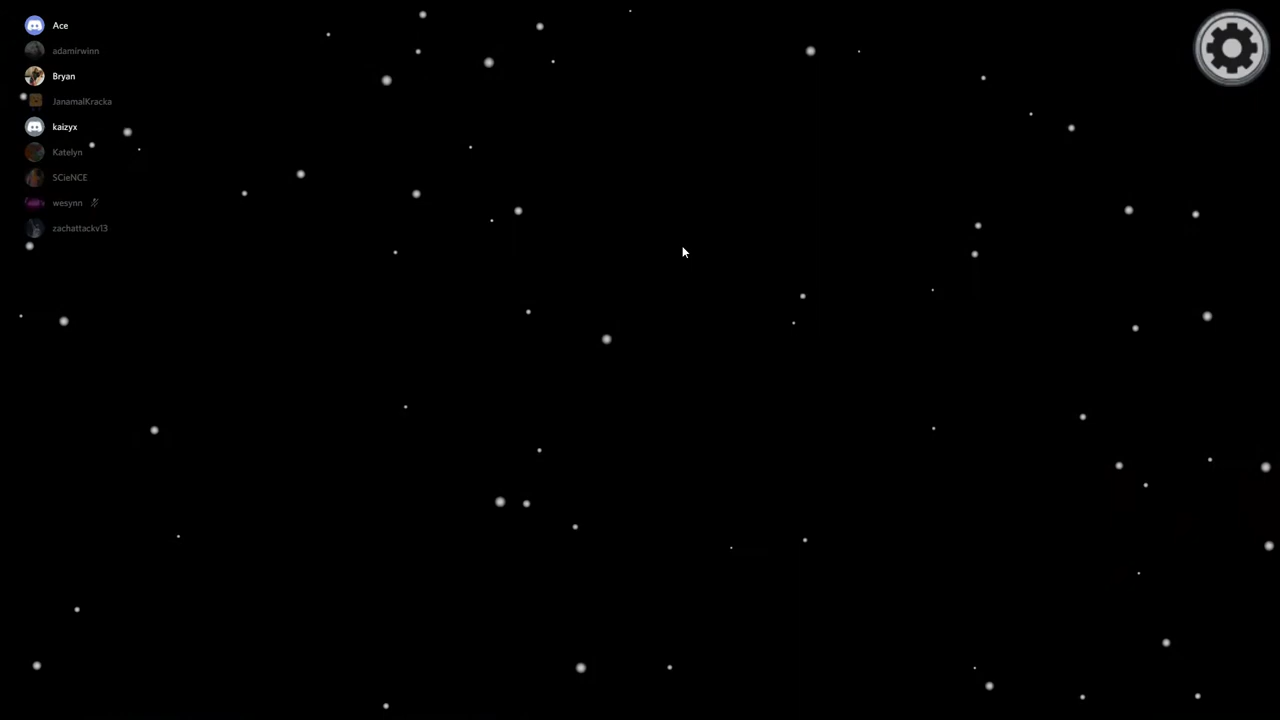 Ace
adamirwinn
Bryan
JanamalKracka
kaizyx
Katelyn
SCieNCE
wesynn
zachattackv13